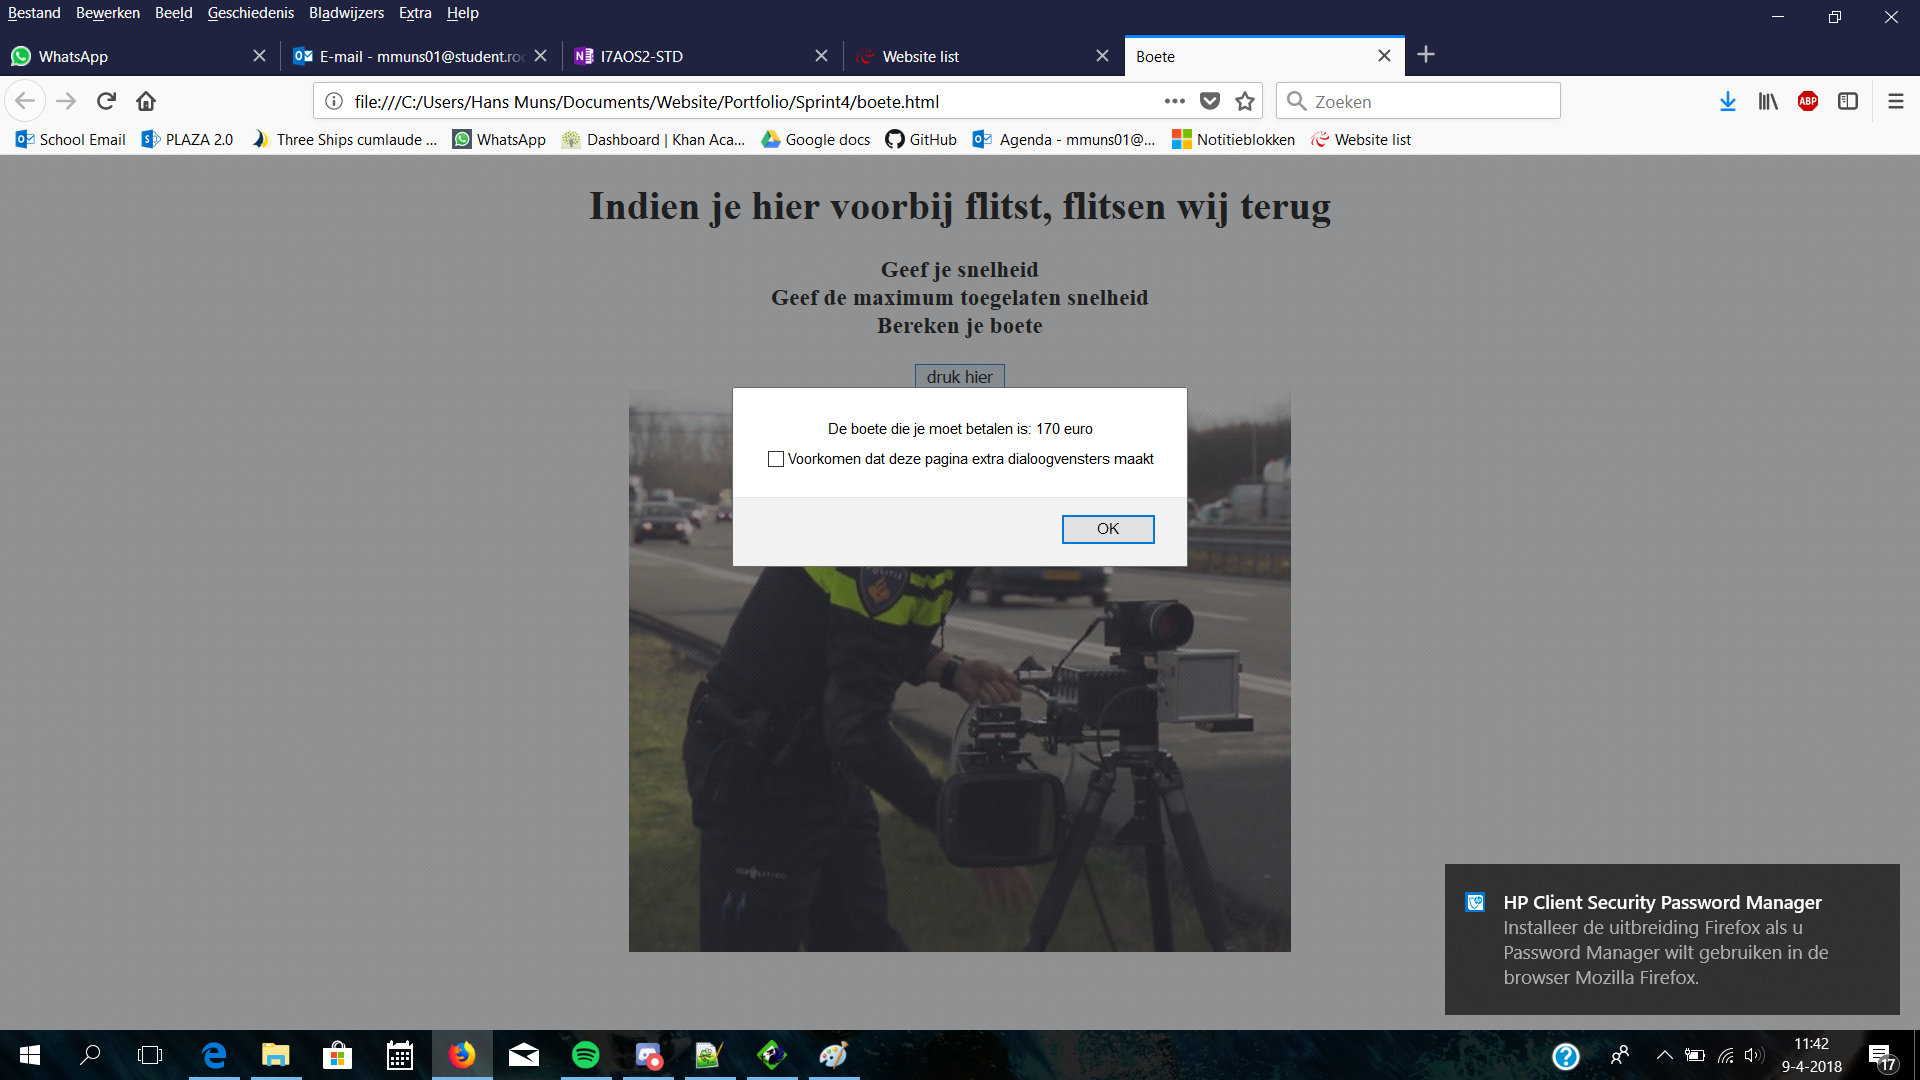 Bestand Bewerken Beeld Geschiedenis Bladwijzers Extra Help
WhatsApp
E-mail - mmuns01@student.roc
I7AOS2-STD
Website list
Boete
file:///C:/Users/Hans Muns/Documents/Website/Portfolio/Sprint4/boete.html
Zoeken
ABP
School Email
PLAZA 2.0
Three Ships cumlaude ...
WhatsApp
Dashboard | Khan Aca...
Google docs
GitHub
Agenda - mmuns01@...
Notitieblokken
Website list
Indien je hier voorbij flitst, flitsen wij terug
Geef je snelheid
Geef de maximum toegelaten snelheid
Bereken je boete
druk hier
De boete die je moet betalen is: 170 euro
Voorkomen dat deze pagina extra dialoogvensters maakt
OK
HP Client Security Password Manager
Installeer de uitbreiding Firefox als u
Password Manager wilt gebruiken in de
browser Mozilla Firefox.
11:42
9-4-2018
17